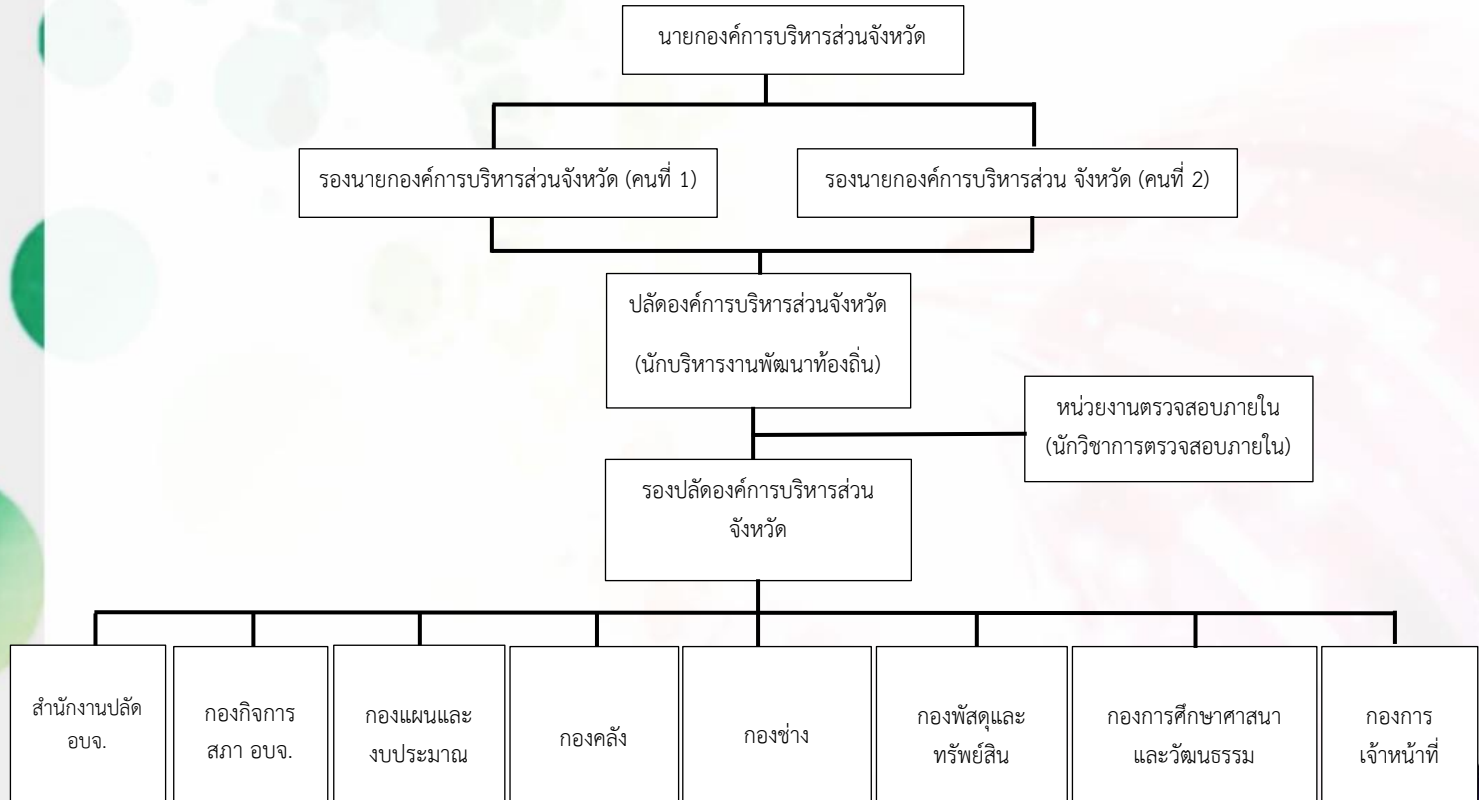 นายกองค์การบริหารส่วนจังหวัด
รองนายกองค์การบริหารส่วนจังหวัด (คนที่ 1)
รองนายกองค์การบริหารส่วน จังหวัด (คนที่ 2)
ปลัดองค์การบริหารส่วนจังหวัด
(นักบริหารงานพัฒนาท้องถิ่น)
หน่วยงานตรวจสอบภายใน
(นักวิชาการตรวจสอบภายใน)
รองปลัดองค์การบริหารส่วน
จังหวัด
สำนักงานปลัด
อบจ.
กองกิจการ
สภา อบจ.
กองแผนและ
งบประมาณ
กองคลัง
กองช่าง
กองพัสดุและ
ทรัพย์สิน
กองการศึกษาศาสนา
และวัฒนธรรม
กองการ
เจ้าหน้าที่